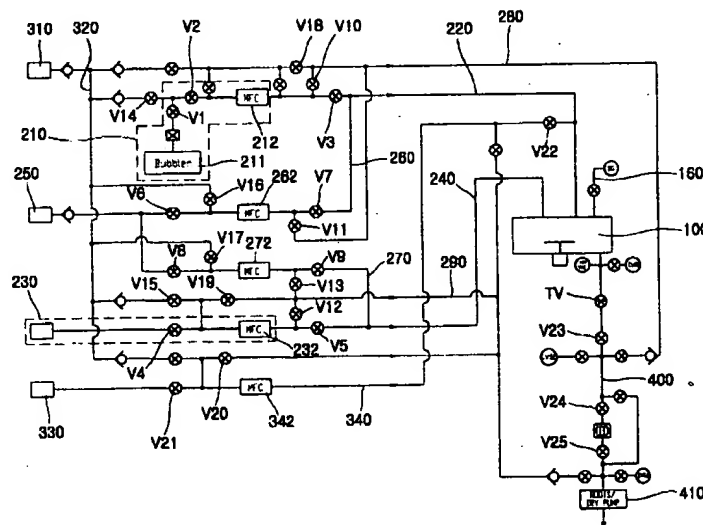 310 320 V2 V18 V10 220 280
V14 V1 MFC 212 V3
210 Bubbler 211 V22
260 160
250 V16 262 V7 240
V6 MFC V11 100
V17 272 V9
V8 MFC V13 270 290
230 V15 V19 V12 TV
MFC V23
V4 232 V5
400
V20 MFC 340 V24
330 V21 342
V25
DRY PUMP 410